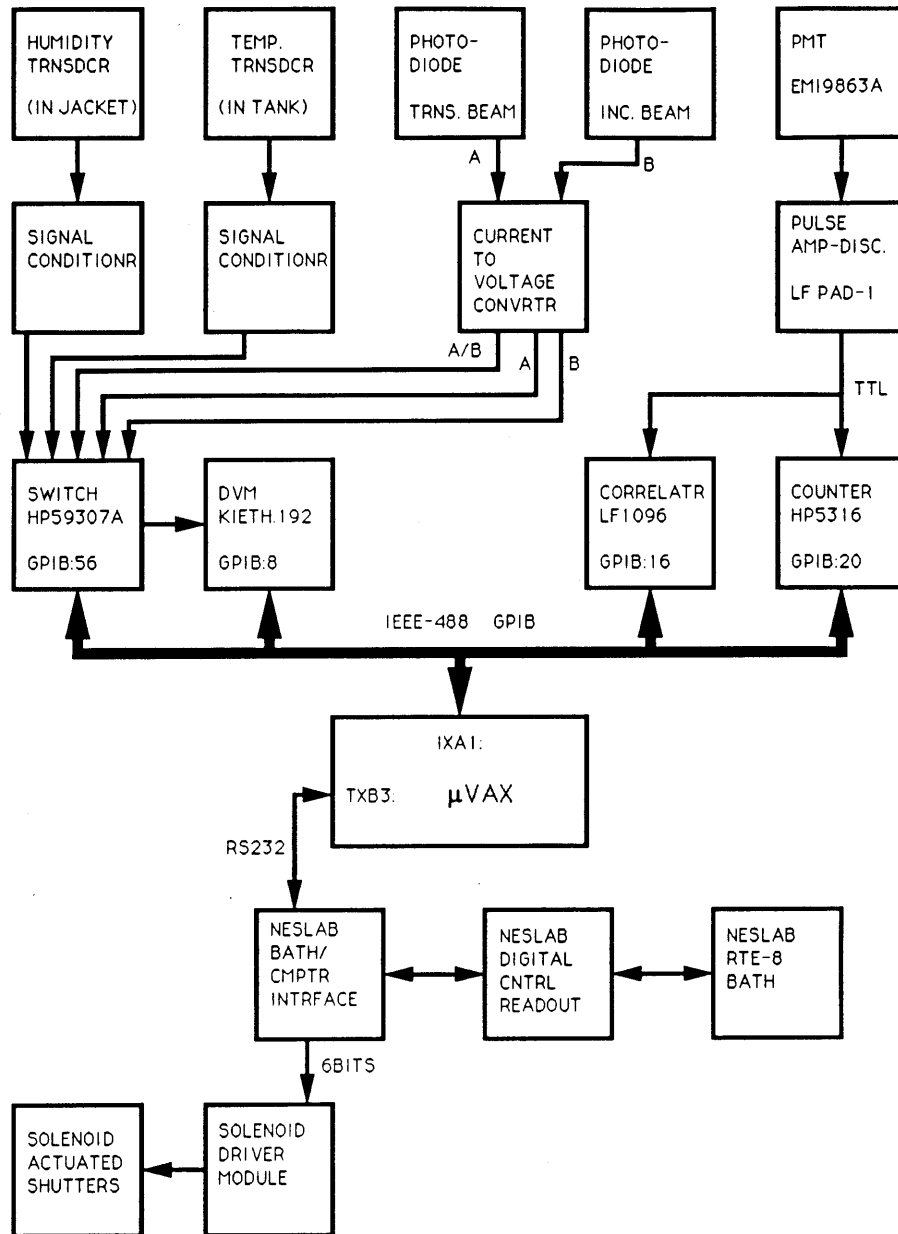 HUMIDITY
TRNSDCR
(IN JACKET)
TEMP.
TRNSDCR
(IN TANK)
PHOTO-
DIODE
TRNS. BEAM
PHOTO-
DIODE
INC. BEAM
PMT
EMI9863A
A
B
SIGNAL
CONDITIONR
SIGNAL
CONDITIONR
CURRENT
TO
VOLTAGE
CONVRTR
PULSE
AMP-DISC.
LF PAD-1
A/B
A
B
TTL
SWITCH
HP59307A
GPIB:56
DVM
KIETH.192
GPIB:8
CORRELATR
LF1096
GPIB:16
COUNTER
HP5316
GPIB:20
IEEE-488 GPIB
IXA1:
TXB3: μVAX
RS232
NESLAB
BATH/
CMPTR
INTRFACE
NESLAB
DIGITAL
CNTRL
READOUT
NESLAB
RTE-8
BATH
6BITS
SOLENOID
ACTUATED
SHUTTERS
SOLENOID
DRIVER
MODULE